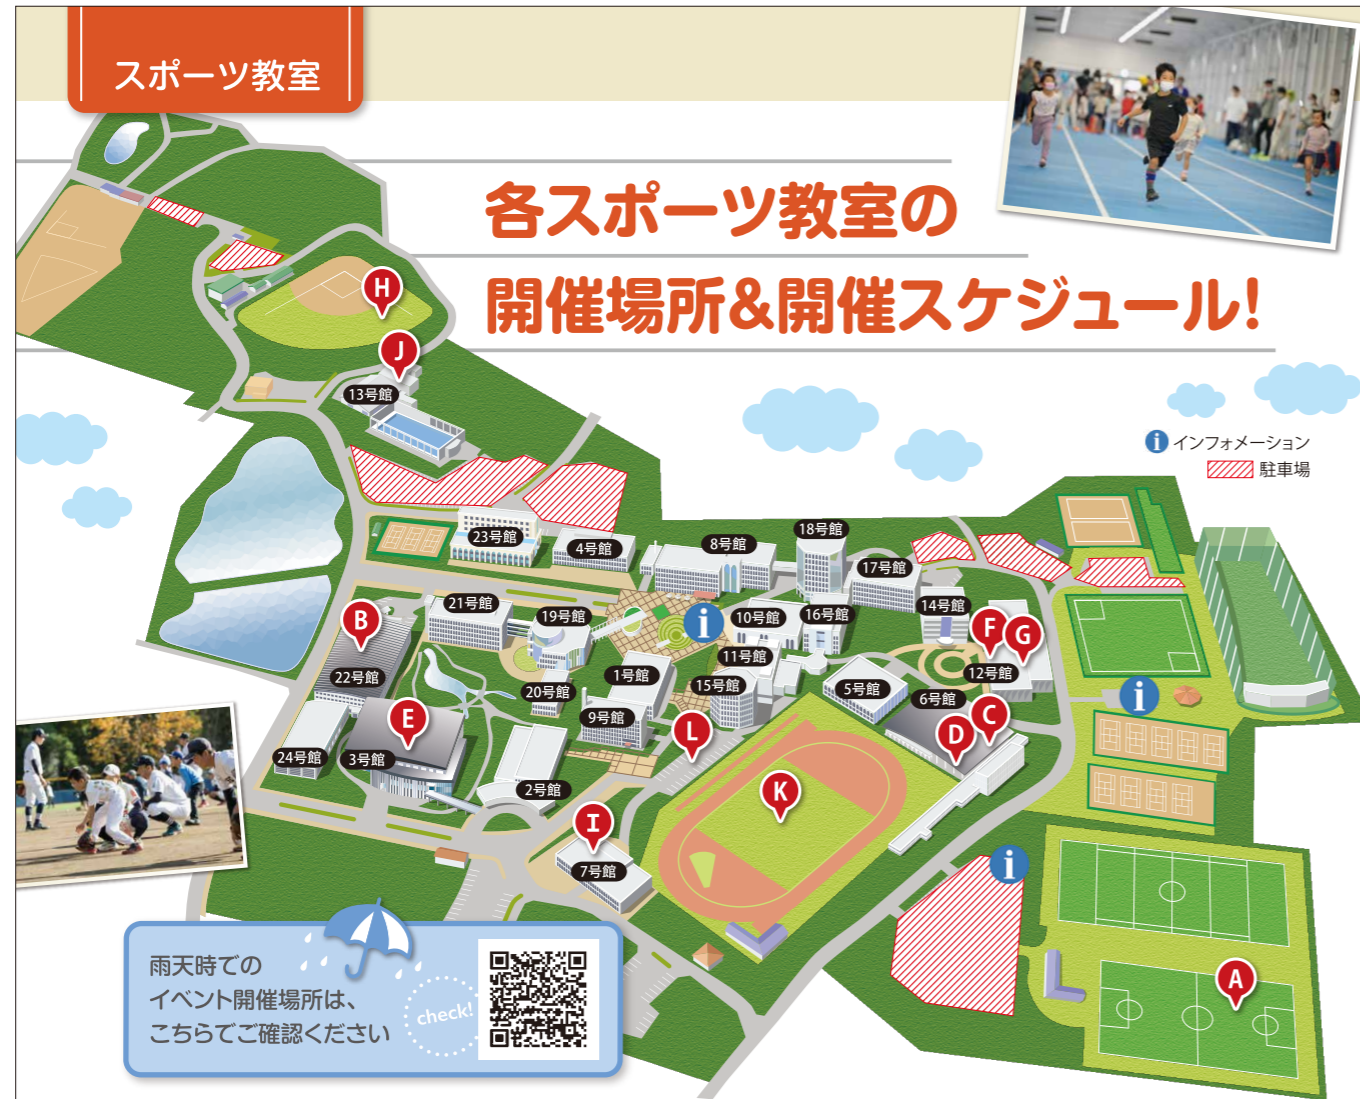 スポーツ教室
各スポーツ教室の
開催場所&開催スケジュール!
H
J
13号館
i インフォメーション
駐車場
18号館
23号館
4号館
8号館
17号館
21号館
19号館
i
10号館
16号館
14号館
B
F
G
11号館
12号館
22号館
1号館
15号館
5号館
6号館
i
20号館
E
9号館
L
D
C
24号館
3号館
2号館
K
I
7号館
i
A
雨天時での
イベント開催場所は、
こちらでご確認ください
check!